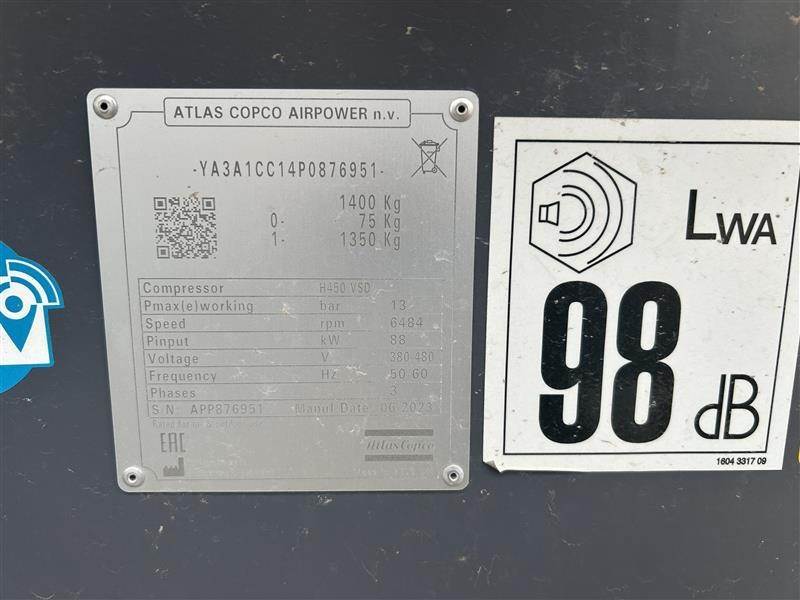 ATLAS COPCO AIRPOWER n.v.
-YA3A1CC14P0876951-
1400 Kg
0- 75 Kg
1- 1350 Kg
Compressor H450 VSD
Pmax(e)working bar 13
Speed rpm 6484
Pinput kW 88
Voltage V 380-480
Frequency Hz 50-60
Phases 3
S.N: APP876951 Manuf.Date 06-2023
EAC
Atlas Copco
LWA
98
dB
1604 3317 09